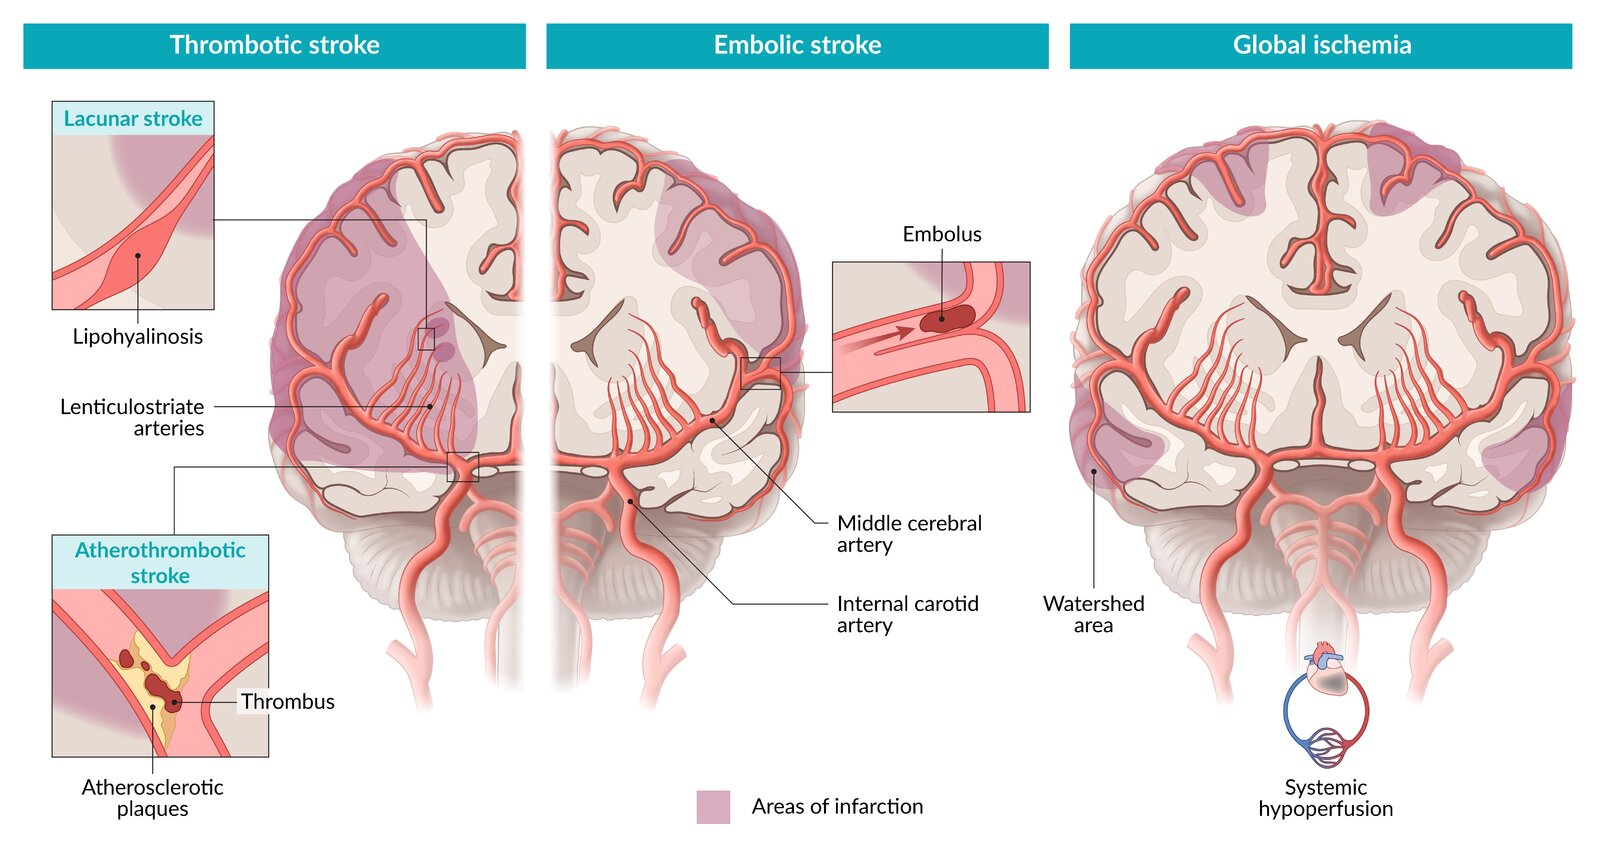 Thrombotic stroke
Embolic stroke
Global ischemia
Lacunar stroke
Lipohyalinosis
Lenticulostriate
arteries
Atherothrombotic
stroke
Thrombus
Atherosclerotic
plaques
Embolus
Middle cerebral
artery
Internal carotid
artery
Areas of infarction
Watershed
area
Systemic
hypoperfusion